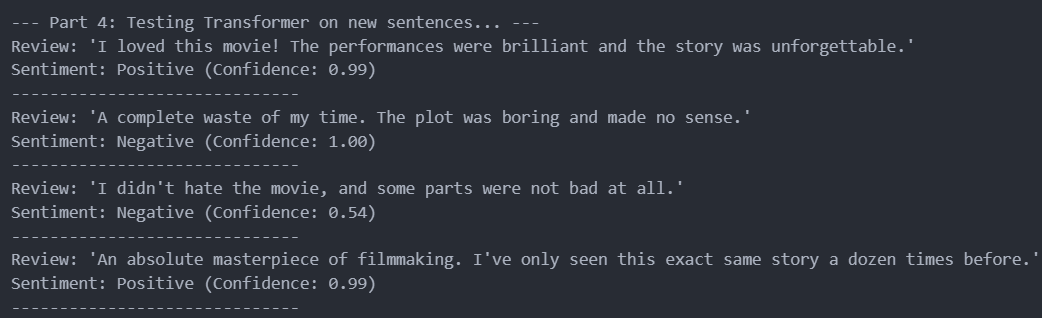 --- Part 4: Testing Transformer on new sentences... ---
Review: 'I loved this movie! The performances were brilliant and the story was unforgettable.'
Sentiment: Positive (Confidence: 0.99)
------------------------------
Review: 'A complete waste of my time. The plot was boring and made no sense.'
Sentiment: Negative (Confidence: 1.00)
------------------------------
Review: 'I didn't hate the movie, and some parts were not bad at all.'
Sentiment: Negative (Confidence: 0.54)
------------------------------
Review: 'An absolute masterpiece of filmmaking. I've only seen this exact same story a dozen times before.'
Sentiment: Positive (Confidence: 0.99)
------------------------------